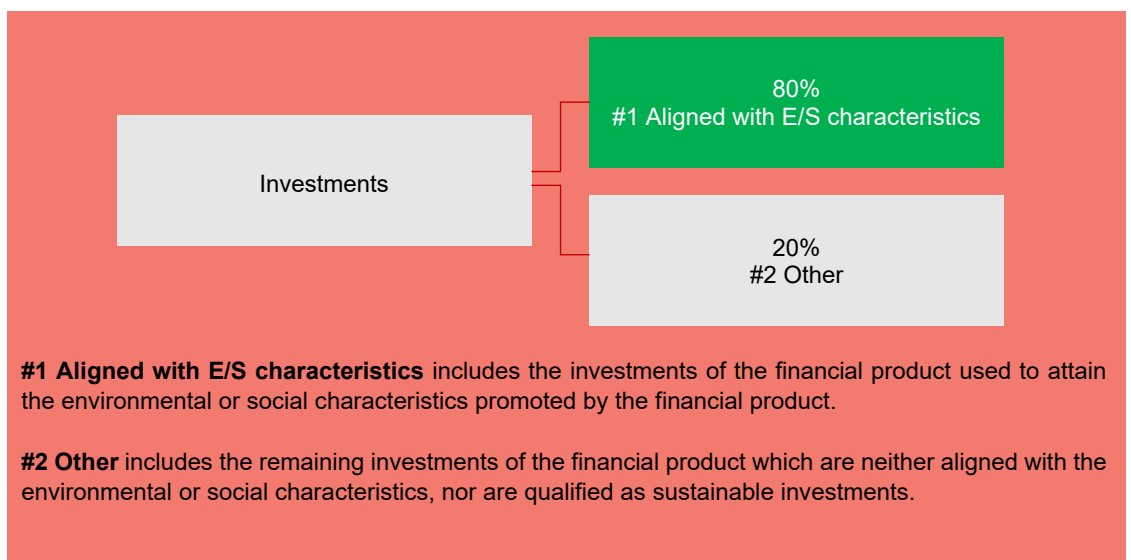 80%
#1 Aligned with E/S characteristics
Investments
20%
#2 Other
#1 Aligned with E/S characteristics includes the investments of the financial product used to attain
the environmental or social characteristics promoted by the financial product.
#2 Other includes the remaining investments of the financial product which are neither aligned with the
environmental or social characteristics, nor are qualified as sustainable investments.